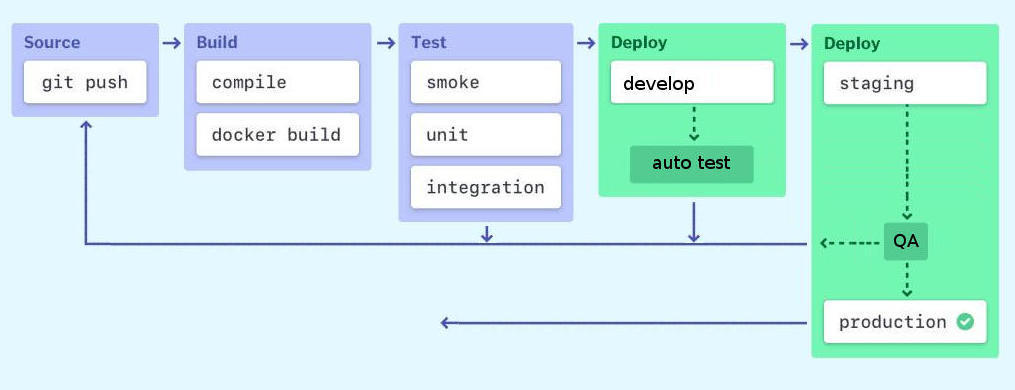 Source
git push
Build
compile
docker build
Test
smoke
unit
integration
Deploy
develop
auto test
Deploy
staging
QA
production